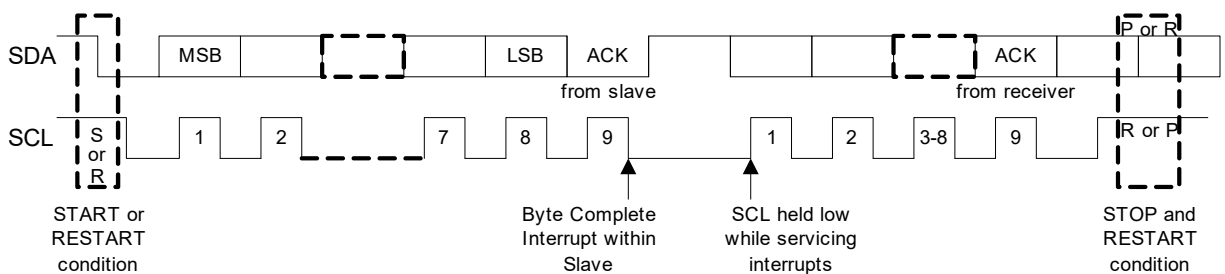 P or R
SDA MSB LSB ACK ACK
from slave from receiver
SCL S or R 1 2 7 8 9 1 2 3-8 9 R or P
START or
RESTART
condition
Byte Complete
Interrupt within
Slave
SCL held low
while servicing
interrupts
STOP and
RESTART
condition